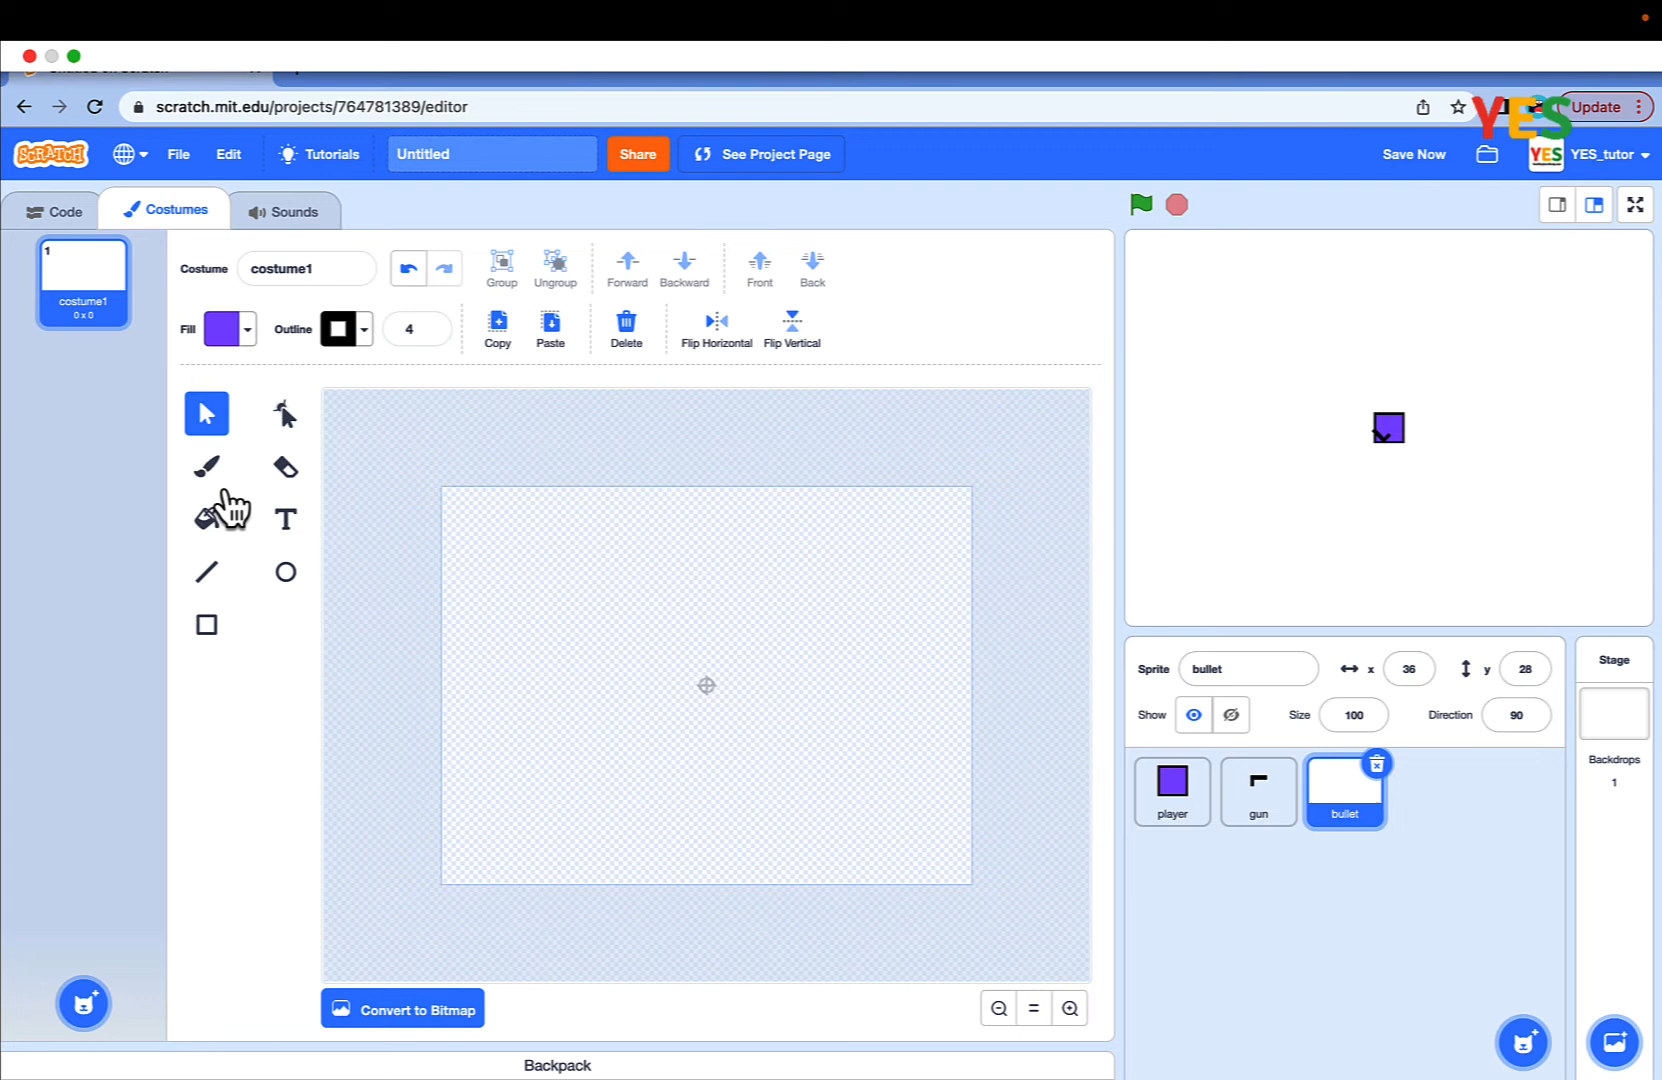 scratch.mit.edu/projects/764781389/editor
Update
YES
SCRATCH
File
Edit
Tutorials
Untitled
Share
See Project Page
Save Now
YES
YES_tutor
Code
Costumes
Sounds
1
costume1
0 x 0
Costume
costume1
Group
Ungroup
Forward
Backward
Front
Back
Fill
Outline
4
Copy
Paste
Delete
Flip Horizontal
Flip Vertical
T
Convert to Bitmap
Backpack
Sprite
bullet
x
36
y
28
Show
Size
100
Direction
90
player
gun
bullet
Stage
Backdrops
1